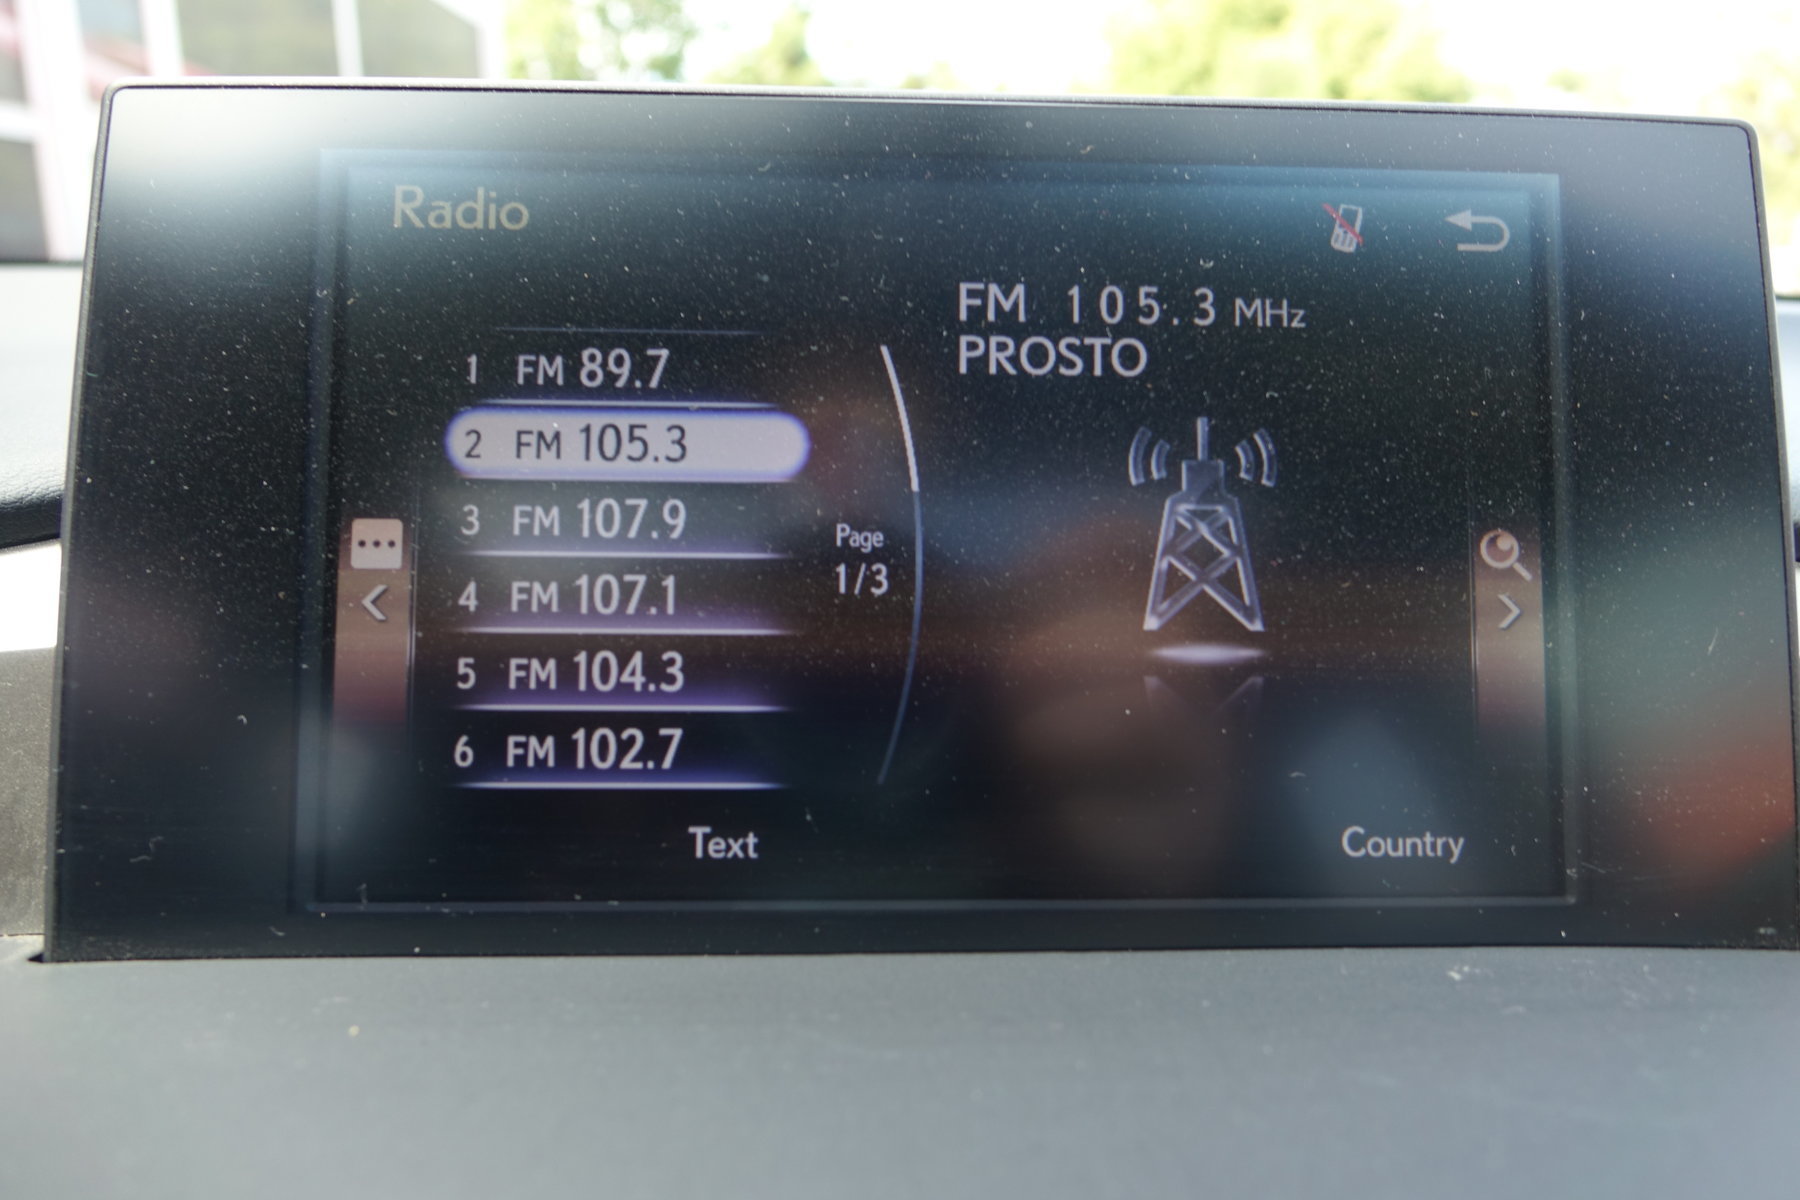 Radio
FM 105.3 MHz
PROSTO
1 FM 89.7
2 FM 105.3
3 FM 107.9
4 FM 107.1
5 FM 104.3
6 FM 102.7
Page
1/3
Text
Country